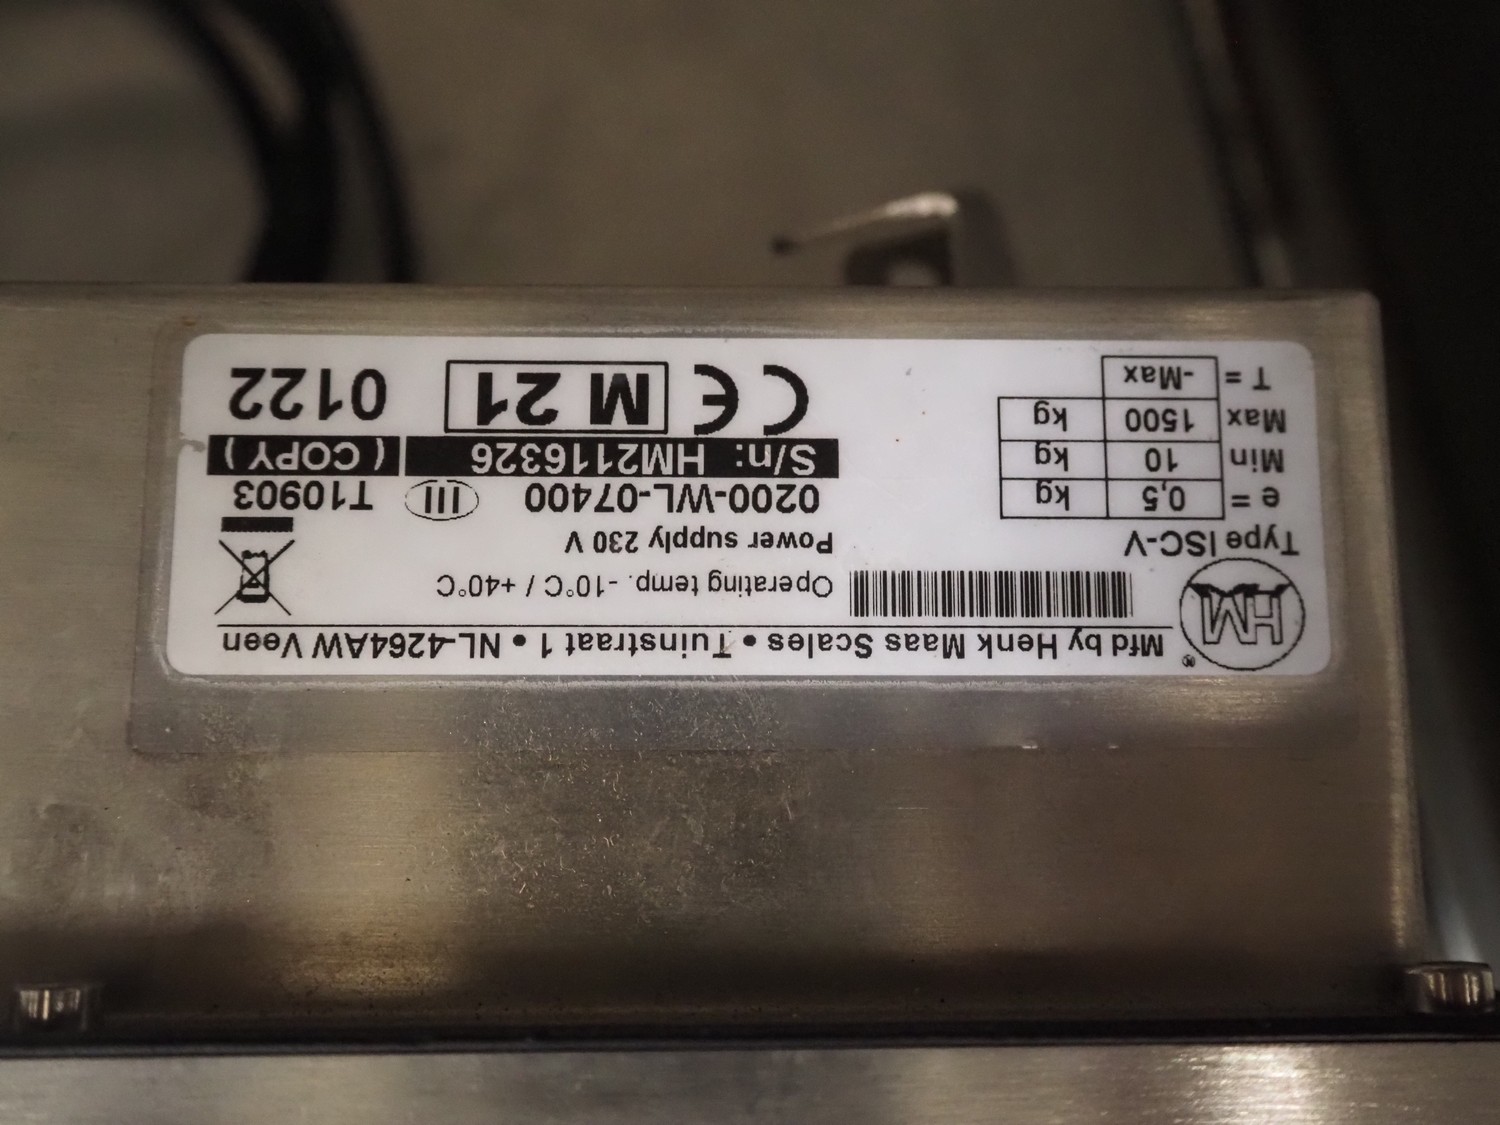 HM
®
Mfd by Henk Maas Scales • Tuinstraat 1 • NL-4264AW Veen
Operating temp. -10°C / +40°C
Type ISC-V
Power supply 230 V
e = 0,5 kg
Min 10 kg
Max 1500 kg
T = -Max
0200-WL-07400 III T10903
S/n: HM2116326 ( COPY )
CE M 21 0122